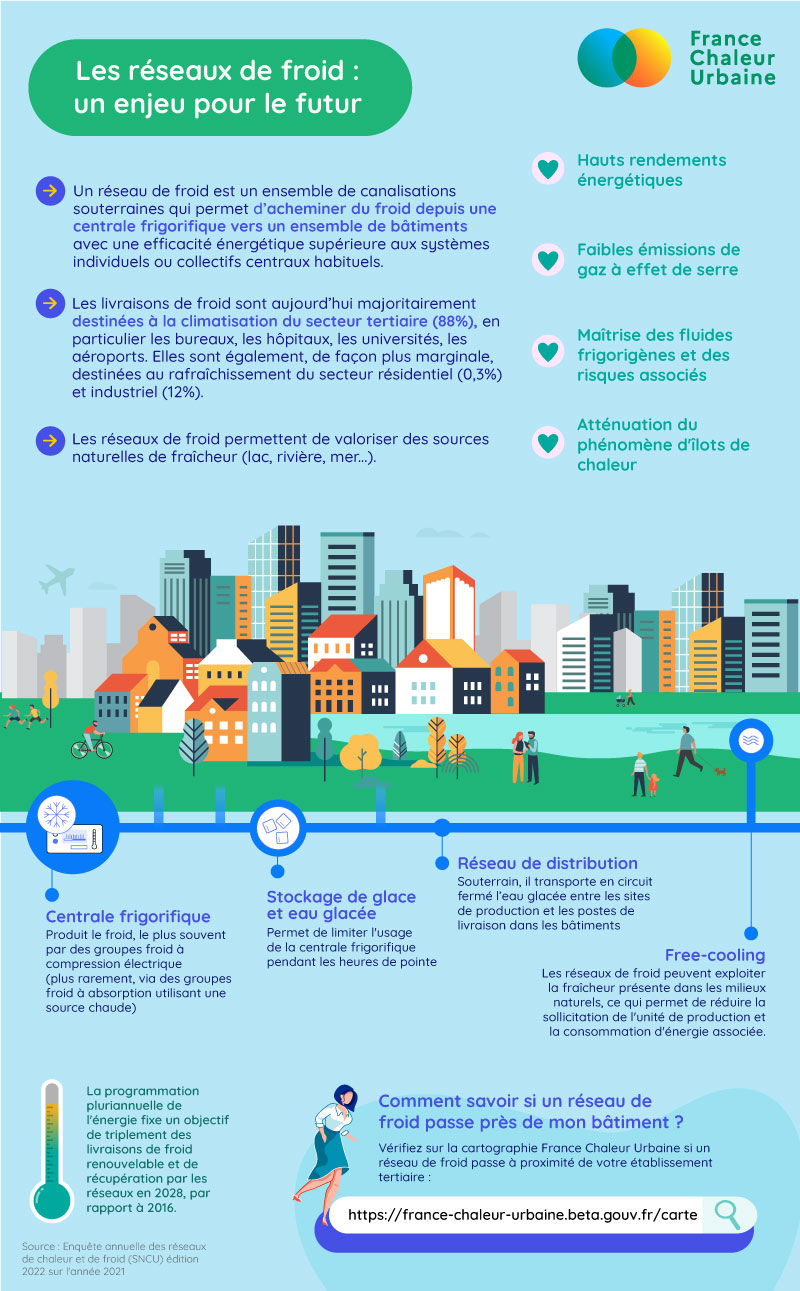 Les réseaux de froid :
un enjeu pour le futur
France
Chaleur
Urbaine
Un réseau de froid est un ensemble de canalisations
souterraines qui permet d'acheminer du froid depuis une
centrale frigorifique vers un ensemble de bâtiments
avec une efficacité énergétique supérieure aux systèmes
individuels ou collectifs centraux habituels.
Les livraisons de froid sont aujourd'hui majoritairement
destinées à la climatisation du secteur tertiaire (88%), en
particulier les bureaux, les hôpitaux, les universités, les
aéroports. Elles sont également, de façon plus marginale,
destinées au rafraîchissement du secteur résidentiel (0,3%)
et industriel (12%).
Les réseaux de froid permettent de valoriser des sources
naturelles de fraîcheur (lac, rivière, mer...).
Hauts rendements
énergétiques
Faibles émissions de
gaz à effet de serre
Maîtrise des fluides
frigorigènes et des
risques associés
Atténuation du
phénomène d'îlots de
chaleur
Centrale frigorifique
Produit le froid, le plus souvent
par des groupes froid à
compression électrique
(plus rarement, via des groupes
froid à absorption utilisant une
source chaude)
Stockage de glace
et eau glacée
Permet de limiter l'usage
de la centrale frigorifique
pendant les heures de pointe
Réseau de distribution
Souterrain, il transporte en circuit
fermé l'eau glacée entre les sites
de production et les postes de
livraison dans les bâtiments
Free-cooling
Les réseaux de froid peuvent exploiter
la fraîcheur présente dans les milieux
naturels, ce qui permet de réduire la
sollicitation de l'unité de production et
la consommation d'énergie associée.
La programmation
pluriannuelle de
l'énergie fixe un objectif
de triplement des
livraisons de froid
renouvelable et de
récupération par les
réseaux en 2028, par
rapport à 2016.
Comment savoir si un réseau de
froid passe près de mon bâtiment ?
Vérifiez sur la cartographie France Chaleur Urbaine si un
réseau de froid passe à proximité de votre établissement
tertiaire :
https://france-chaleur-urbaine.beta.gouv.fr/carte
Source : Enquête annuelle des réseaux
de chaleur et de froid (SNCU) édition
2022 sur l'année 2021